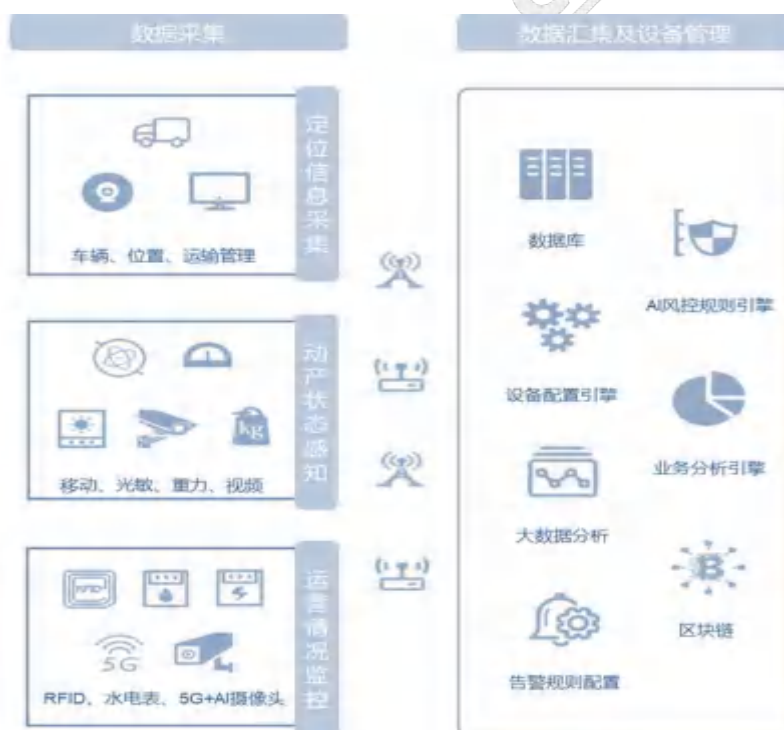 数据采集
数据汇集及设备管理
定位信息采集
车辆、位置、运输管理
动产状态感知
kg
移动、光敏、重力、视频
运营情况监控
RFID
5G
RFID、水电表、5G+AI摄像头
数据库
AI风控规则引擎
设备配置引擎
业务分析引擎
大数据分析
区块链
告警规则配置